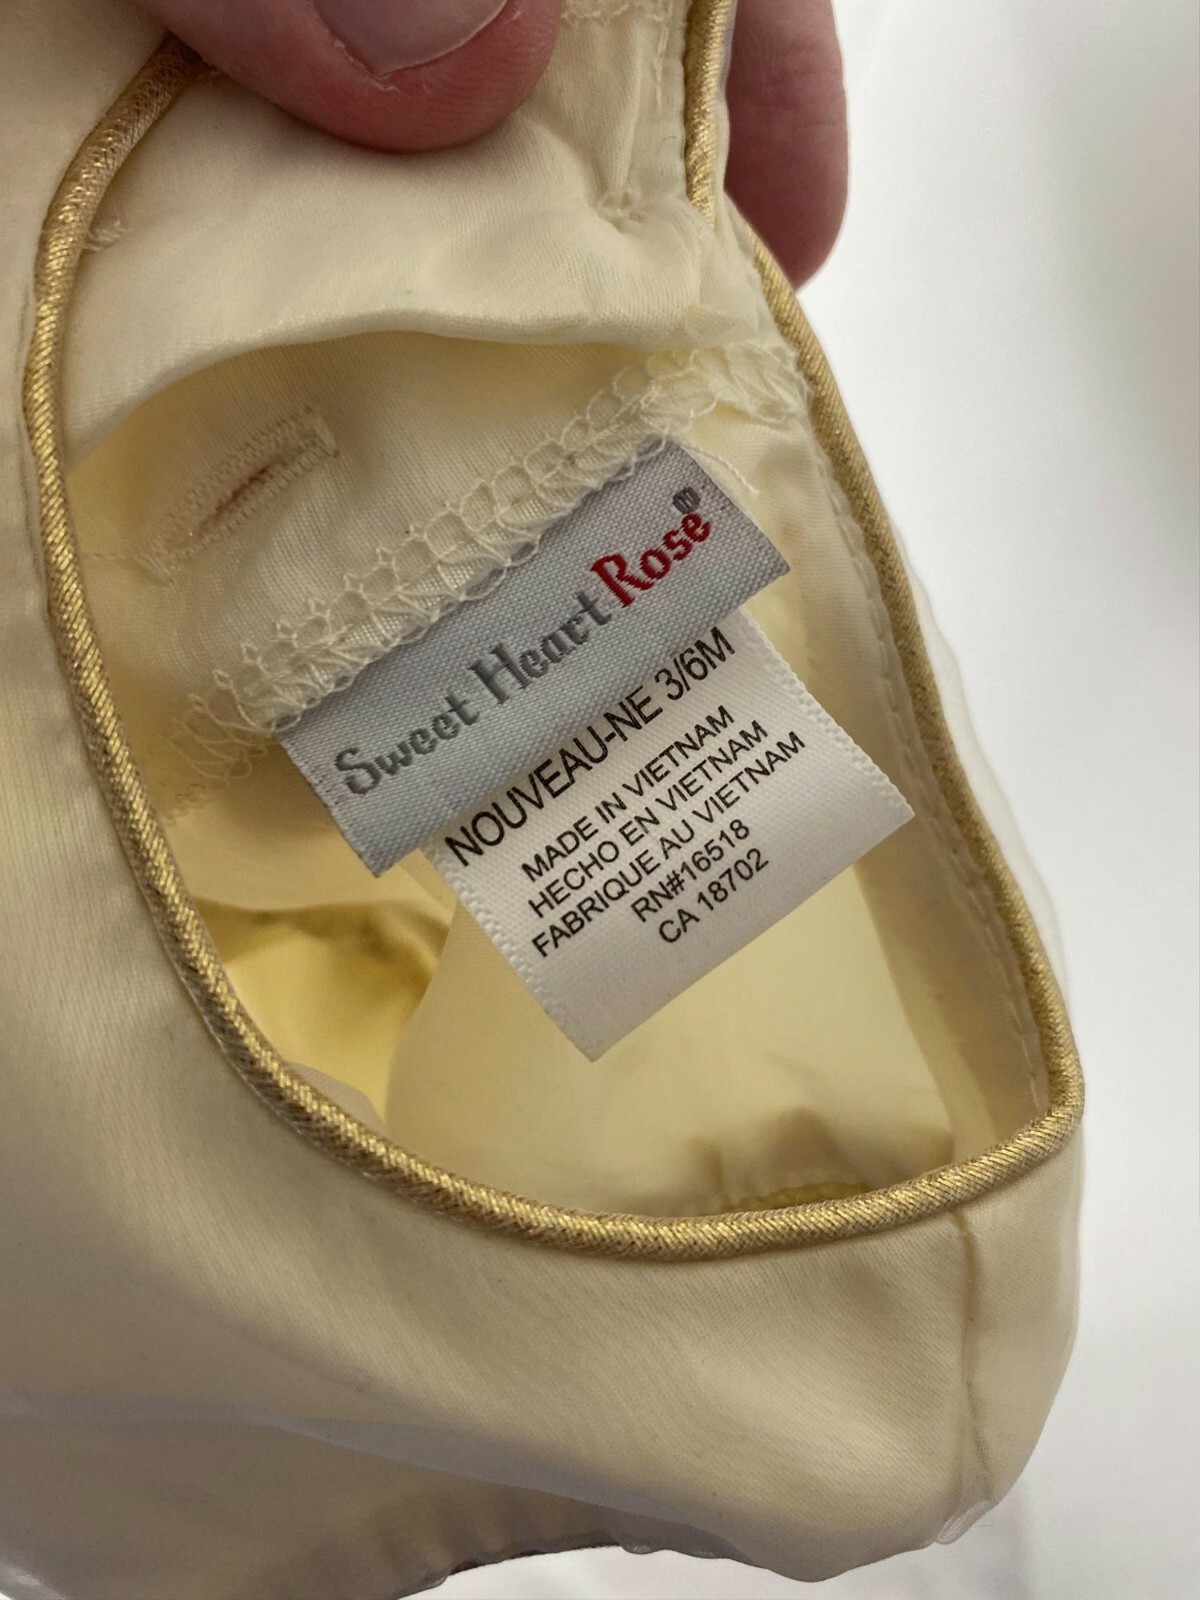 Sweet Heart Rose®
NOUVEAU-NE 3/6M
MADE IN VIETNAM
HECHO EN VIETNAM
FABRIQUE AU VIETNAM
RN#16518
CA 18702